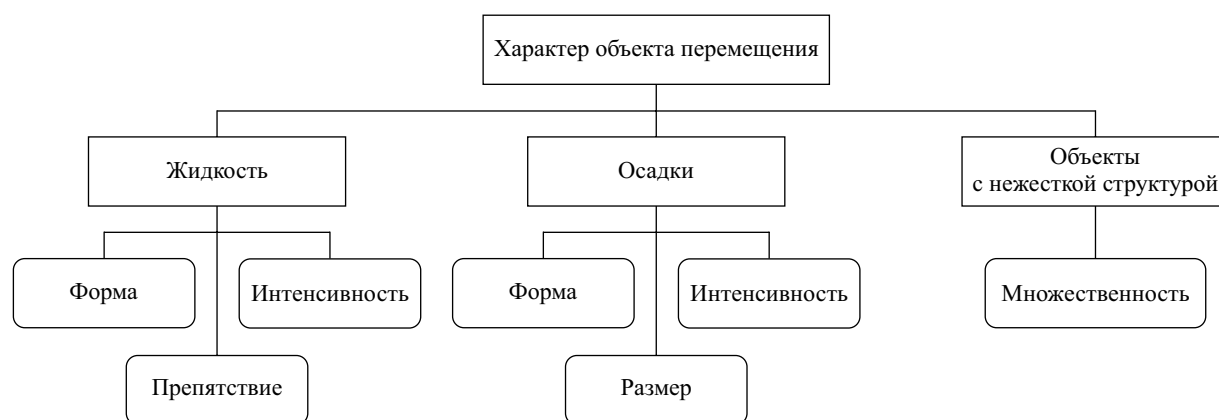 Характер объекта перемещения
Жидкость
Осадки
Объекты
с нежесткой структурой
Форма
Интенсивность
Форма
Интенсивность
Множественность
Препятствие
Размер